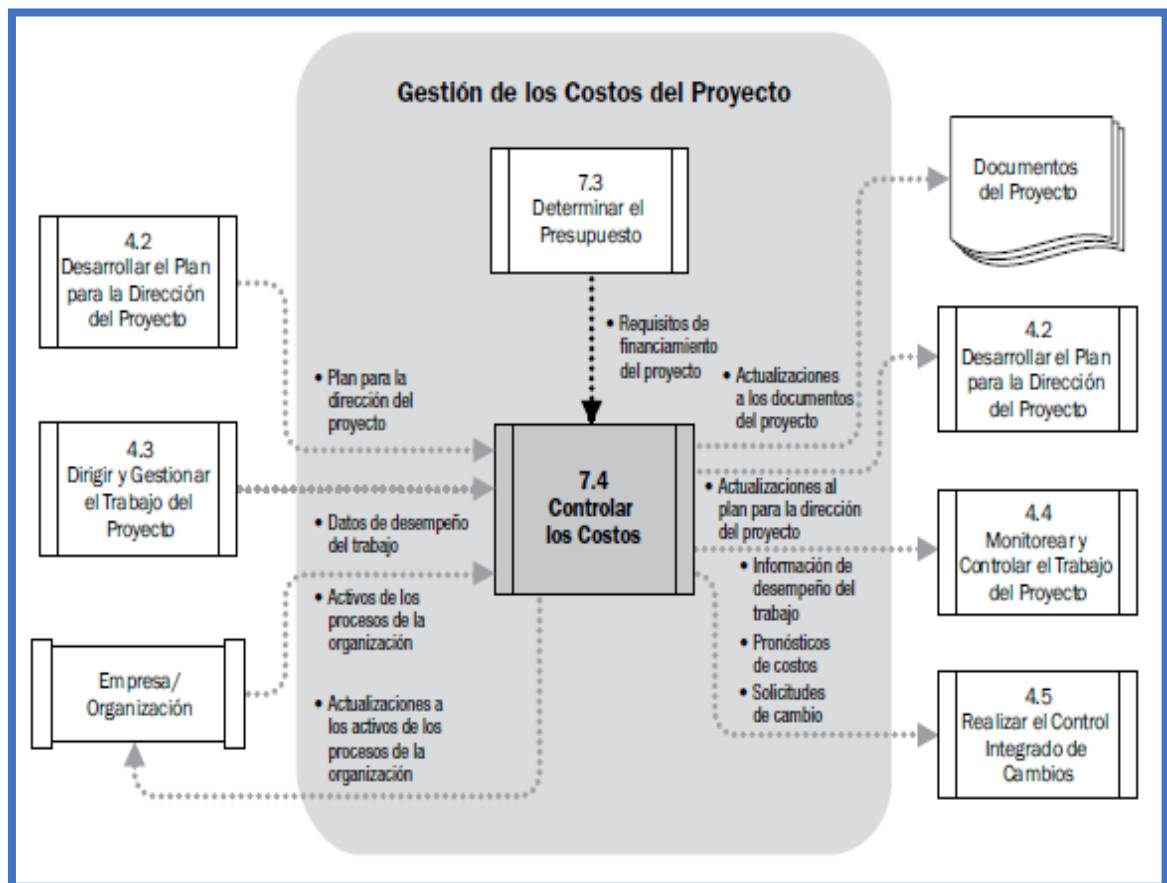 Gestión de los Costos del Proyecto
7.3
Determinar el
Presupuesto
Documentos
del Proyecto
4.2
Desarrollar el Plan
para la Dirección
del Proyecto
• Requisitos de
financiamiento
del proyecto
4.2
Desarrollar el Plan
para la Dirección
del Proyecto
• Plan para la
dirección del
proyecto
• Actualizaciones
a los documentos
del proyecto
4.3
Dirigir y Gestionar
el Trabajo del
Proyecto
7.4
Controlar
los Costos
• Actualizaciones al
plan para la dirección
del proyecto
4.4
Monitorear y
Controlar el Trabajo
del Proyecto
• Datos de desempeño
del trabajo
• Información de
desempeño del
trabajo
• Activos de los
procesos de la
organización
• Pronósticos
de costos
• Solicitudes
de cambio
Empresa/
Organización
• Actualizaciones a
los activos de los
procesos de la
organización
4.5
Realizar el Control
Integrado de
Cambios